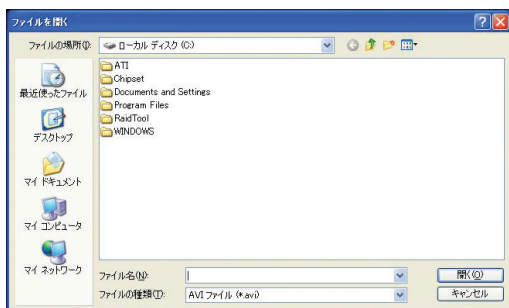 ファイルを開く
ファイルの場所(I):
ローカル ディスク (C:)
最近使ったファイル
デスクトップ
マイ ドキュメント
マイ コンピュータ
マイ ネットワーク
ATI
Chipset
Documents and Settings
Program Files
RaidTool
WINDOWS
ファイル名(N):
開く(O)
ファイルの種類(T):
AVI ファイル (*.avi)
キャンセル